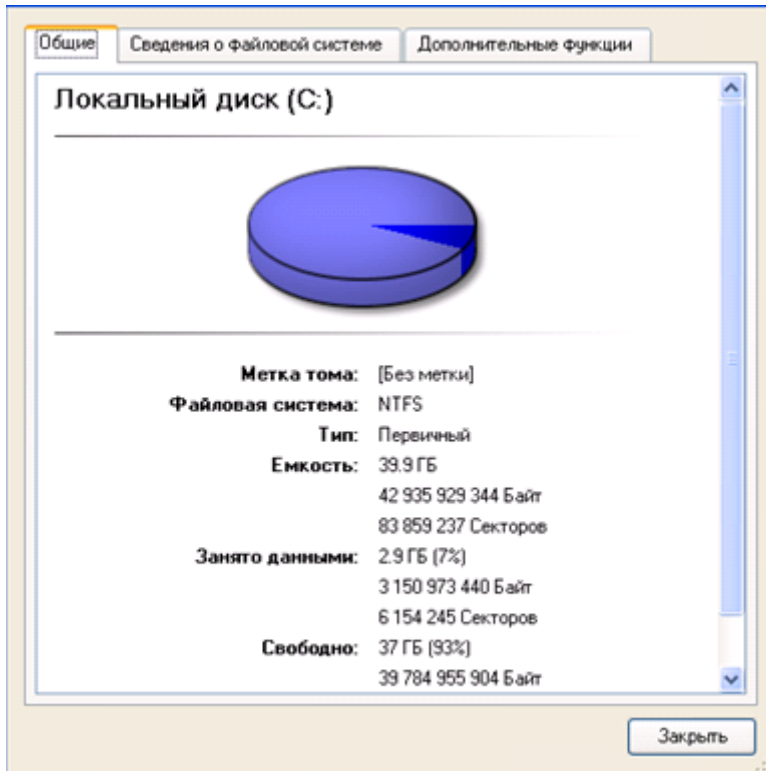 Общие Сведения о файловой системе Дополнительные функции
Локальный диск (C:)
Метка тома: [Без метки]
Файловая система: NTFS
Тип: Первичный
Емкость: 39.9 ГБ
42 935 929 344 Байт
83 859 237 Секторов
Занято данными: 2.9 ГБ (7%)
3 150 973 440 Байт
6 154 245 Секторов
Свободно: 37 ГБ (93%)
39 784 955 904 Байт
Закрыть